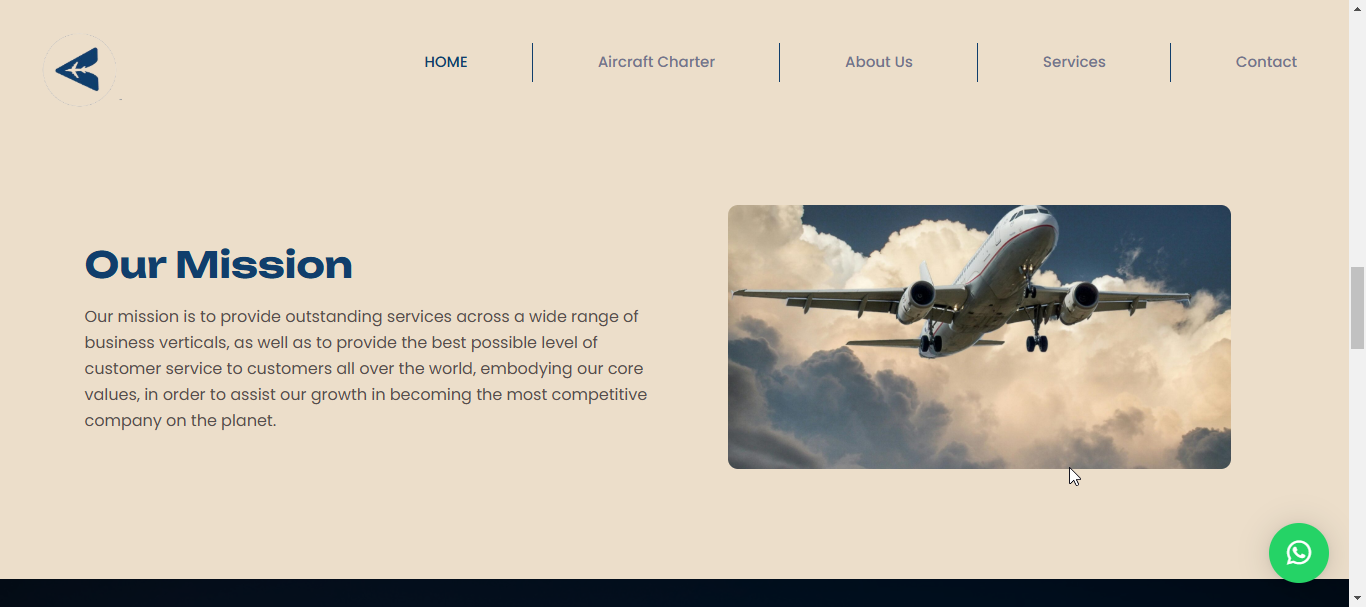 HOME
Aircraft Charter
About Us
Services
Contact
Our Mission
Our mission is to provide outstanding services across a wide range of
business verticals, as well as to provide the best possible level of
customer service to customers all over the world, embodying our core
values, in order to assist our growth in becoming the most competitive
company on the planet.